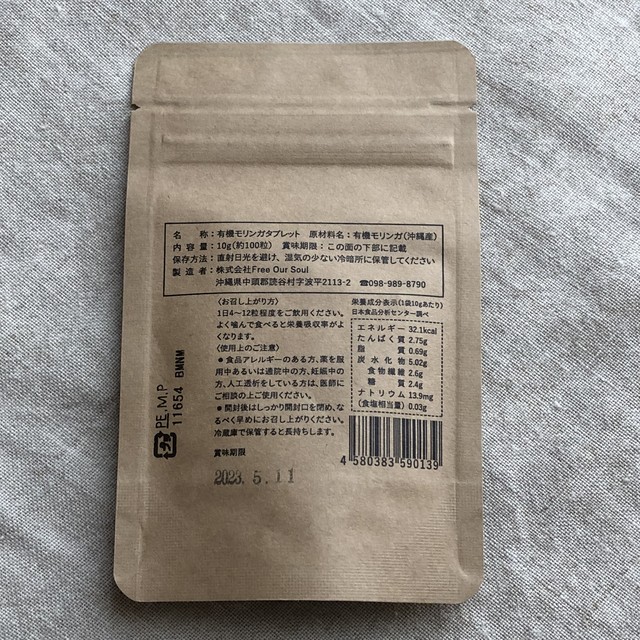 名　　称：有機モリンガタブレット　原材料名：有機モリンガ(沖縄産)
内 容 量：10g(約100粒)　賞味期限：この面の下部に記載
保存方法：直射日光を避け、湿気の少ない冷暗所に保管してください
製 造 者：株式会社Free Our Soul
沖縄県中頭郡読谷村字波平2113-2　☎098-989-8790
〈お召し上がり方〉
1日4〜12粒程度をご飲用ください。
よく噛んで食べると栄養吸収率がよ
くなります。
〈使用上のご注意〉
●食品アレルギーのある方、薬を服
用中あるいは通院中の方、妊娠中の
方、人工透析をしている方は、医師に
ご相談の上ご使用ください。
●開封後はしっかり開封口を閉め、な
るべく早めにお召し上がりください。
冷蔵庫で保管すると長持ちします。
賞味期限
2023. 5.11
栄養成分表示(1袋10gあたり)
日本食品分析センター調べ
エネルギー 32.1kcal
たんぱく質 2.75g
脂　　質 0.69g
炭水化物 5.02g
食物繊維 2.6g
糖　　質 2.4g
ナトリウム 13.9mg
(食塩相当量) 0.03g
4 580383 590139
PE,M,P
11654 BMNM